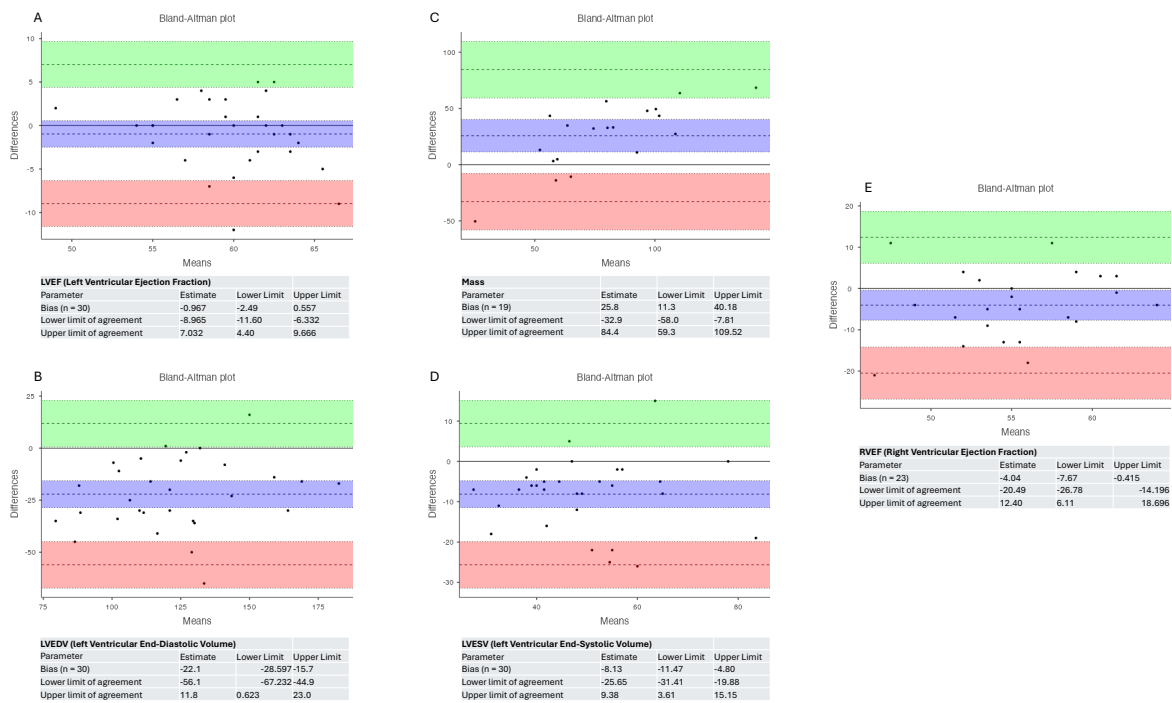 A
Bland-Altman plot
10
5
0
-5
-10
Differences
50
55
60
65
Means
LVEF (Left Ventricular Ejection Fraction)
Parameter Estimate Lower Limit Upper Limit
Bias (n = 30) -0.967 -2.49 0.557
Lower limit of agreement -8.965 -11.60 -6.332
Upper limit of agreement 7.032 4.40 9.666
B
Bland-Altman plot
25
0
-25
-50
Differences
75
100
125
150
175
Means
LVEDV (left Ventricular End-Diastolic Volume)
Parameter Estimate Lower Limit Upper Limit
Bias (n = 30) -22.1 -28.597 -15.7
Lower limit of agreement -56.1 -67.232 -44.9
Upper limit of agreement 11.8 0.623 23.0
C
Bland-Altman plot
100
50
0
-50
Differences
50
100
Means
Mass
Parameter Estimate Lower Limit Upper Limit
Bias (n = 19) 25.8 11.3 40.18
Lower limit of agreement -32.9 -58.0 -7.81
Upper limit of agreement 84.4 59.3 109.52
D
Bland-Altman plot
10
0
-10
-20
-30
Differences
40
60
80
Means
LVESV (left Ventricular End-Systolic Volume)
Parameter Estimate Lower Limit Upper Limit
Bias (n = 30) -8.13 -11.47 -4.80
Lower limit of agreement -25.65 -31.41 -19.88
Upper limit of agreement 9.38 3.61 15.15
E
Bland-Altman plot
20
10
0
-10
-20
Differences
50
55
60
Means
RVEF (Right Ventricular Ejection Fraction)
Parameter Estimate Lower Limit Upper Limit
Bias (n = 23) -4.04 -7.67 -0.415
Lower limit of agreement -20.49 -26.78 -14.196
Upper limit of agreement 12.40 6.11 18.696